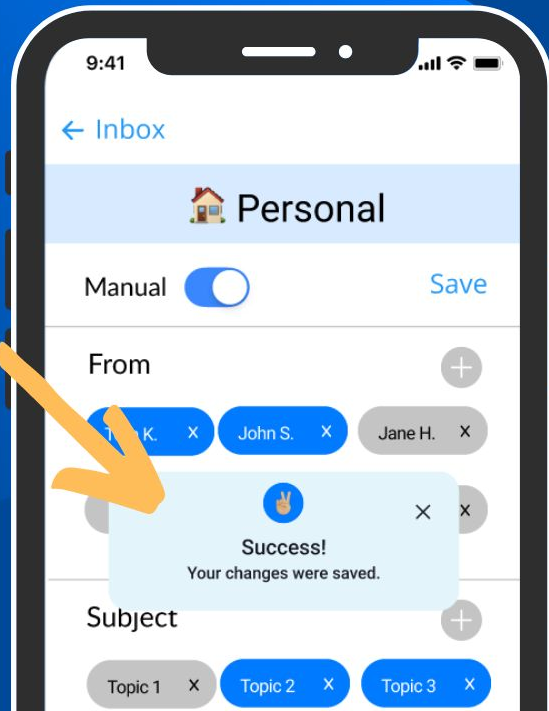 9:41
← Inbox
Personal
Manual
Save
From
K. x
John S. x
Jane H. x
x
x
Success!
Your changes were saved.
Subject
Topic 1 x
Topic 2 x
Topic 3 x